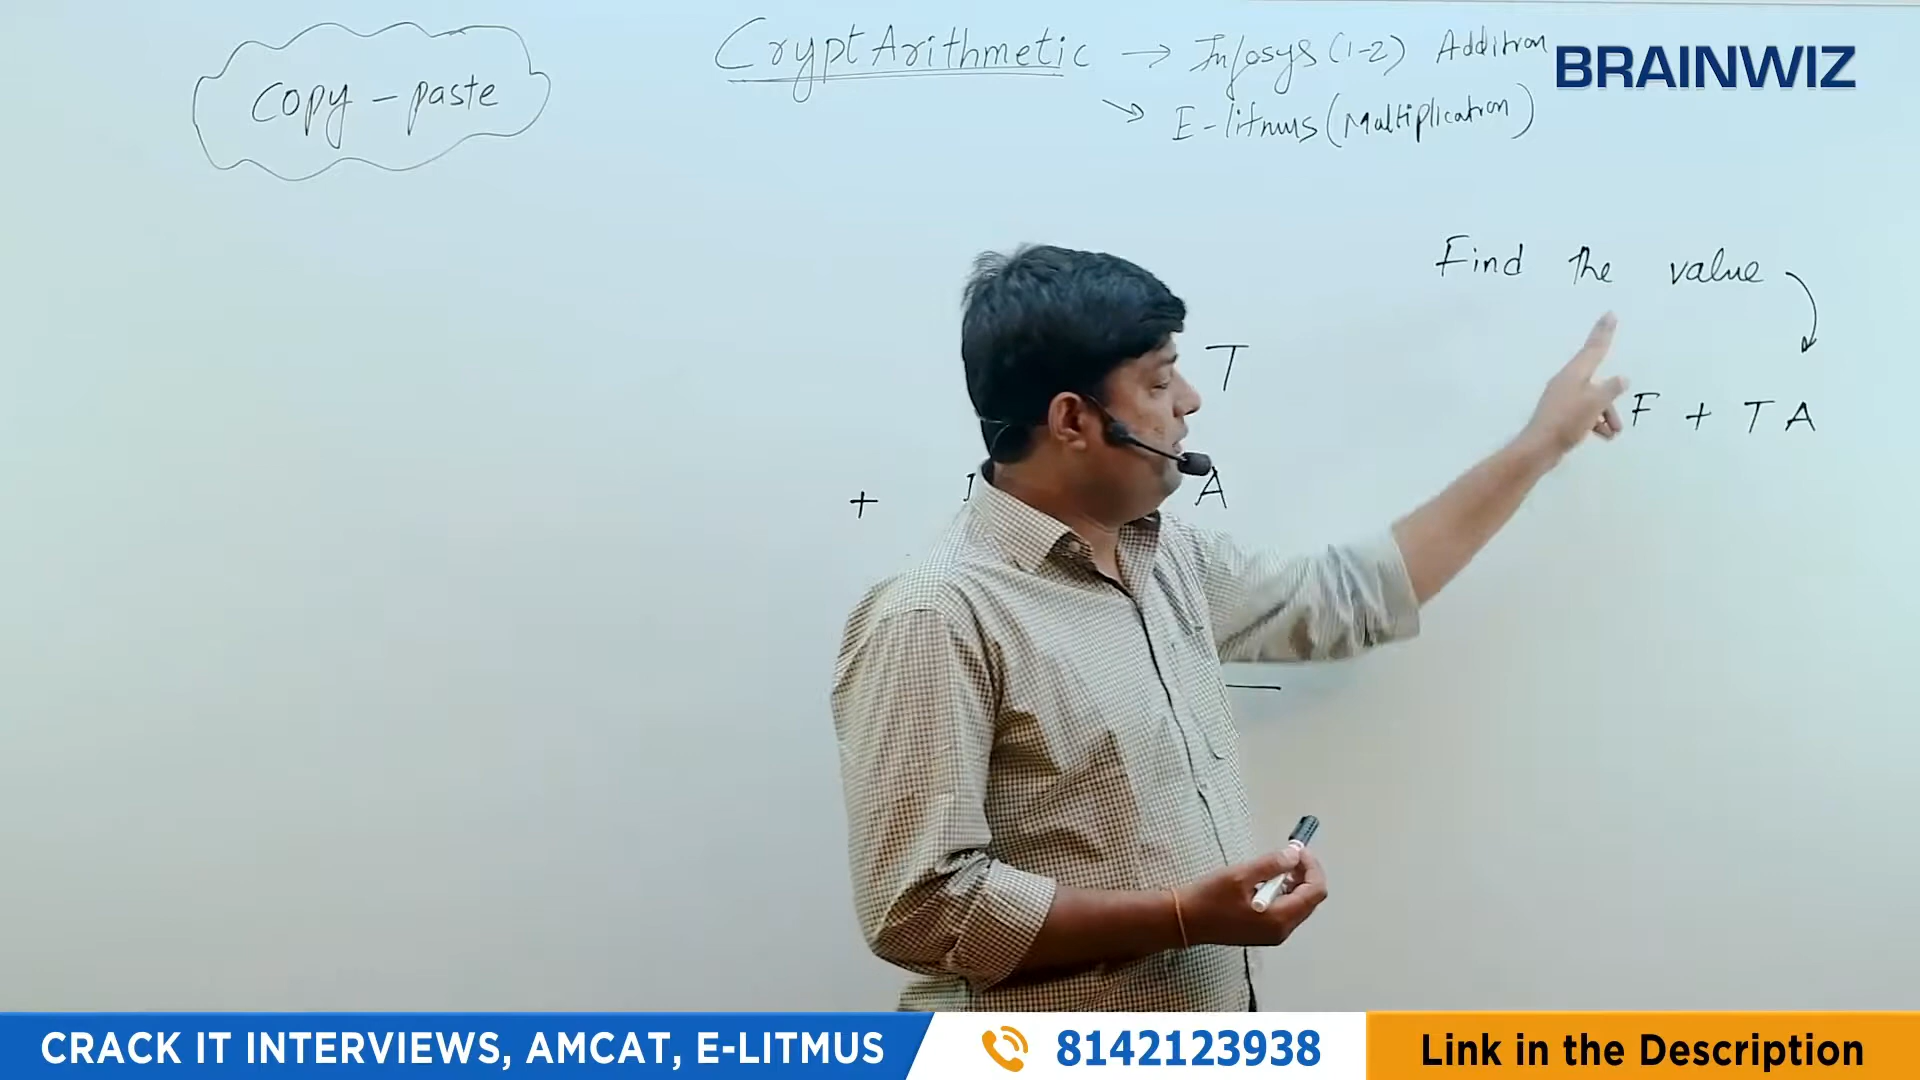 Copy - paste
CryptArithmetic → Infosys (1-2) Addition
→ E-litmus (Multiplication)
BRAINWIZ
Find the value
T
F + TA
+ A
CRACK IT INTERVIEWS, AMCAT, E-LITMUS
8142123938
Link in the Description